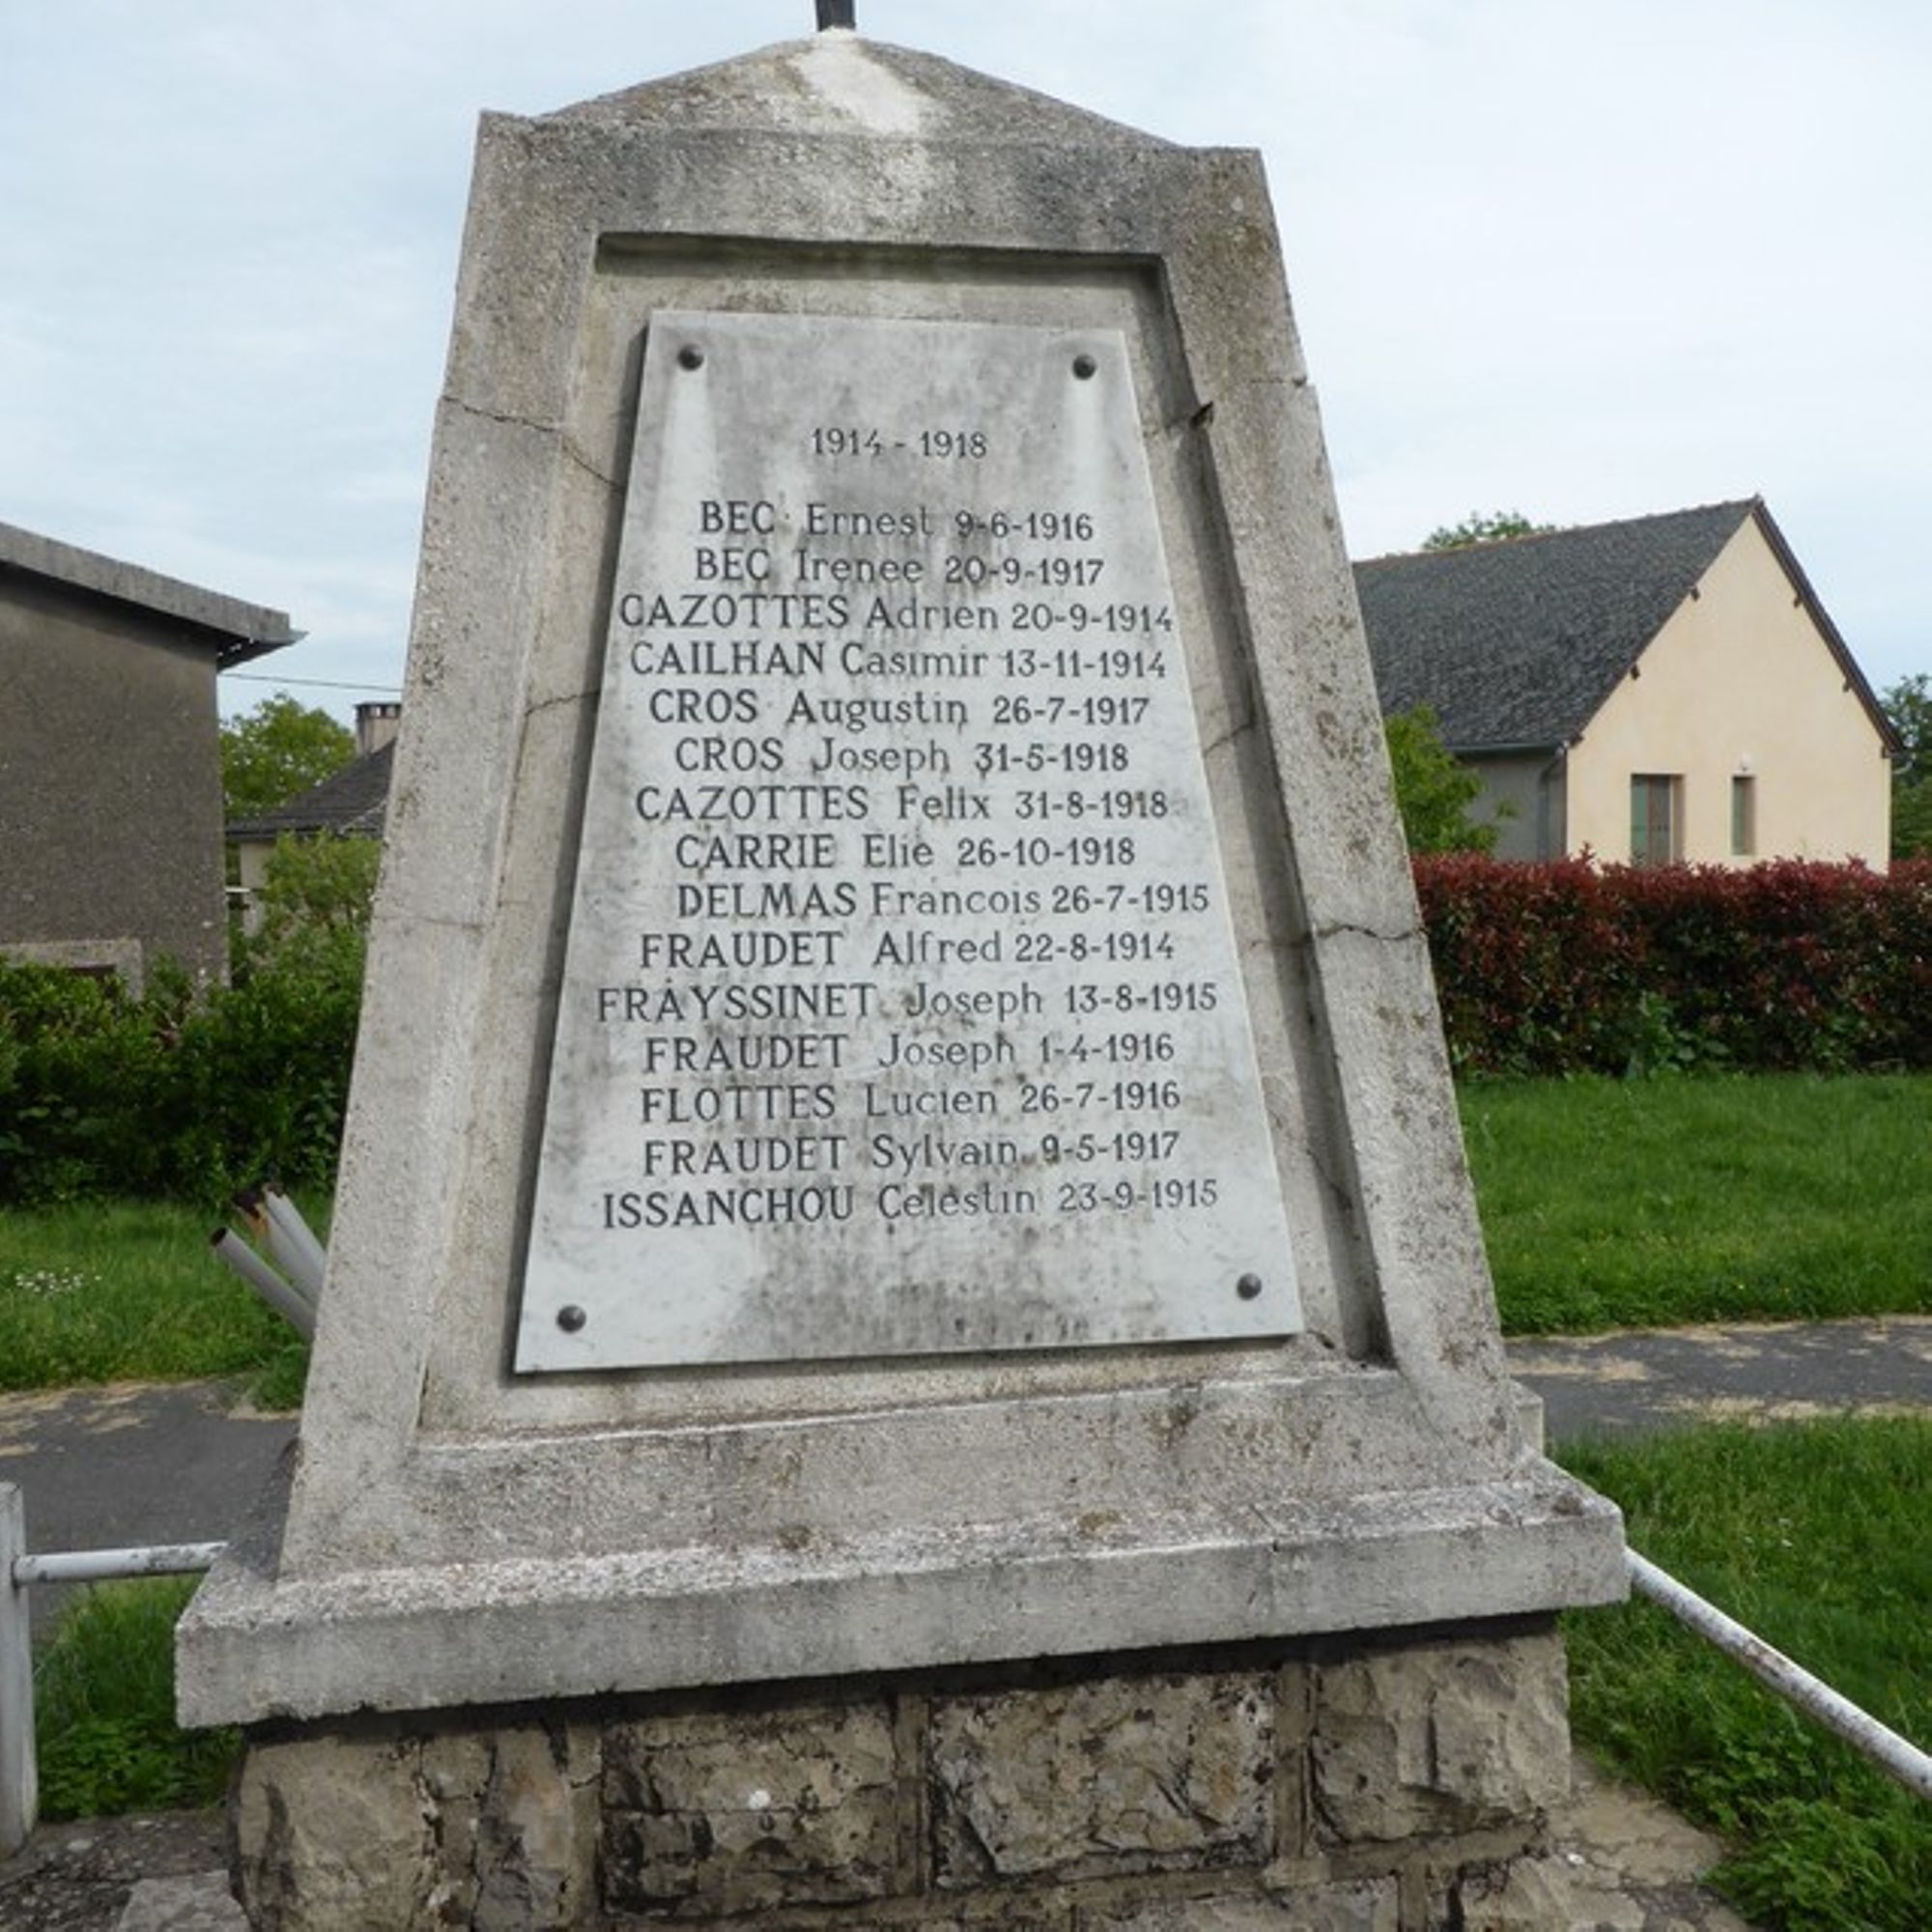 1914 - 1918
BEC Ernest 9-6-1916
BEC Irenee 20-9-1917
CAZOTTES Adrien 20-9-1914
CAILHAN Casimir 13-11-1914
CROS Augustin 26-7-1917
CROS Joseph 31-5-1918
CAZOTTES Felix 31-8-1918
CARRIE Elie 26-10-1918
DELMAS Francois 26-7-1915
FRAUDET Alfred 22-8-1914
FRAYSSINET Joseph 13-8-1915
FRAUDET Joseph 1-4-1916
FLOTTES Lucien 26-7-1916
FRAUDET Sylvain 9-5-1917
ISSANCHOU Celestin 23-9-1915